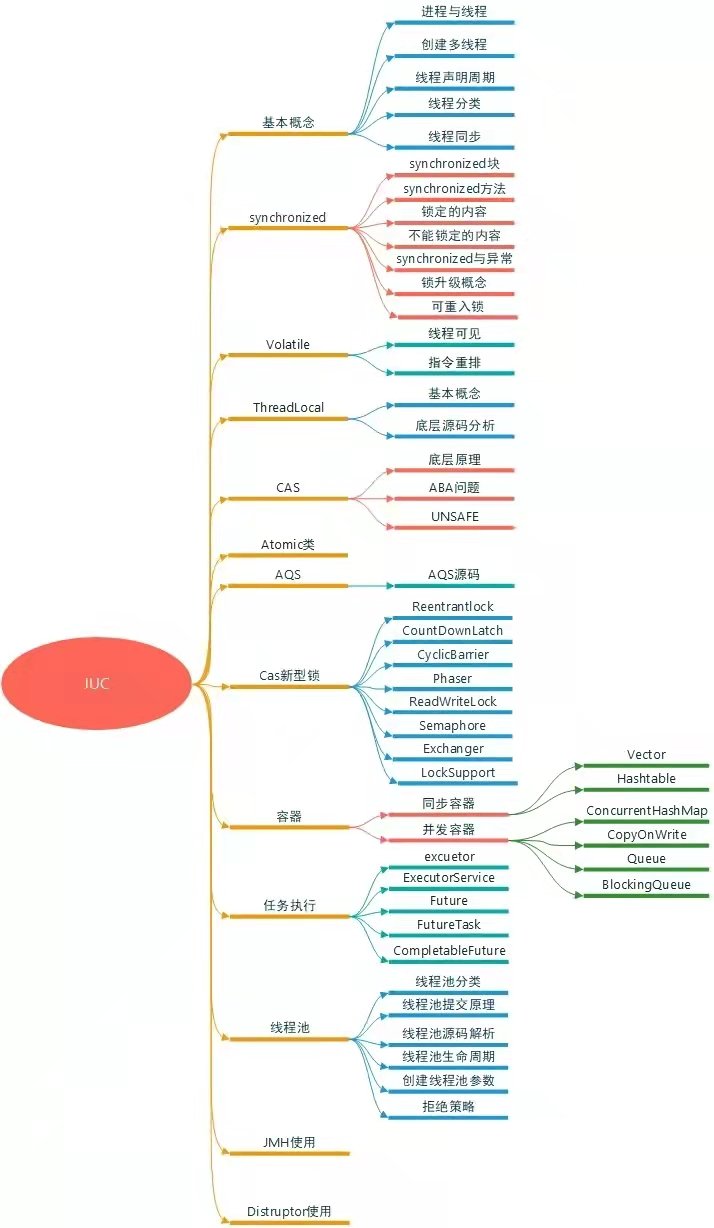 JUC
基本概念
进程与线程
创建多线程
线程声明周期
线程分类
线程同步
synchronized
synchronized块
synchronized方法
锁定的内容
不能锁定的内容
synchronized与异常
锁升级概念
可重入锁
Volatile
线程可见
指令重排
ThreadLocal
基本概念
底层源码分析
CAS
底层原理
ABA问题
UNSAFE
Atomic类
AQS
AQS源码
Cas新型锁
Reentrantlock
CountDownLatch
CyclicBarrier
Phaser
ReadWriteLock
Semaphore
Exchanger
LockSupport
容器
同步容器
Vector
Hashtable
并发容器
ConcurrentHashMap
CopyOnWrite
Queue
BlockingQueue
任务执行
excuetor
ExecutorService
Future
FutureTask
CompletableFuture
线程池
线程池分类
线程池提交原理
线程池源码解析
线程池生命周期
创建线程池参数
拒绝策略
JMH使用
Distruptor使用